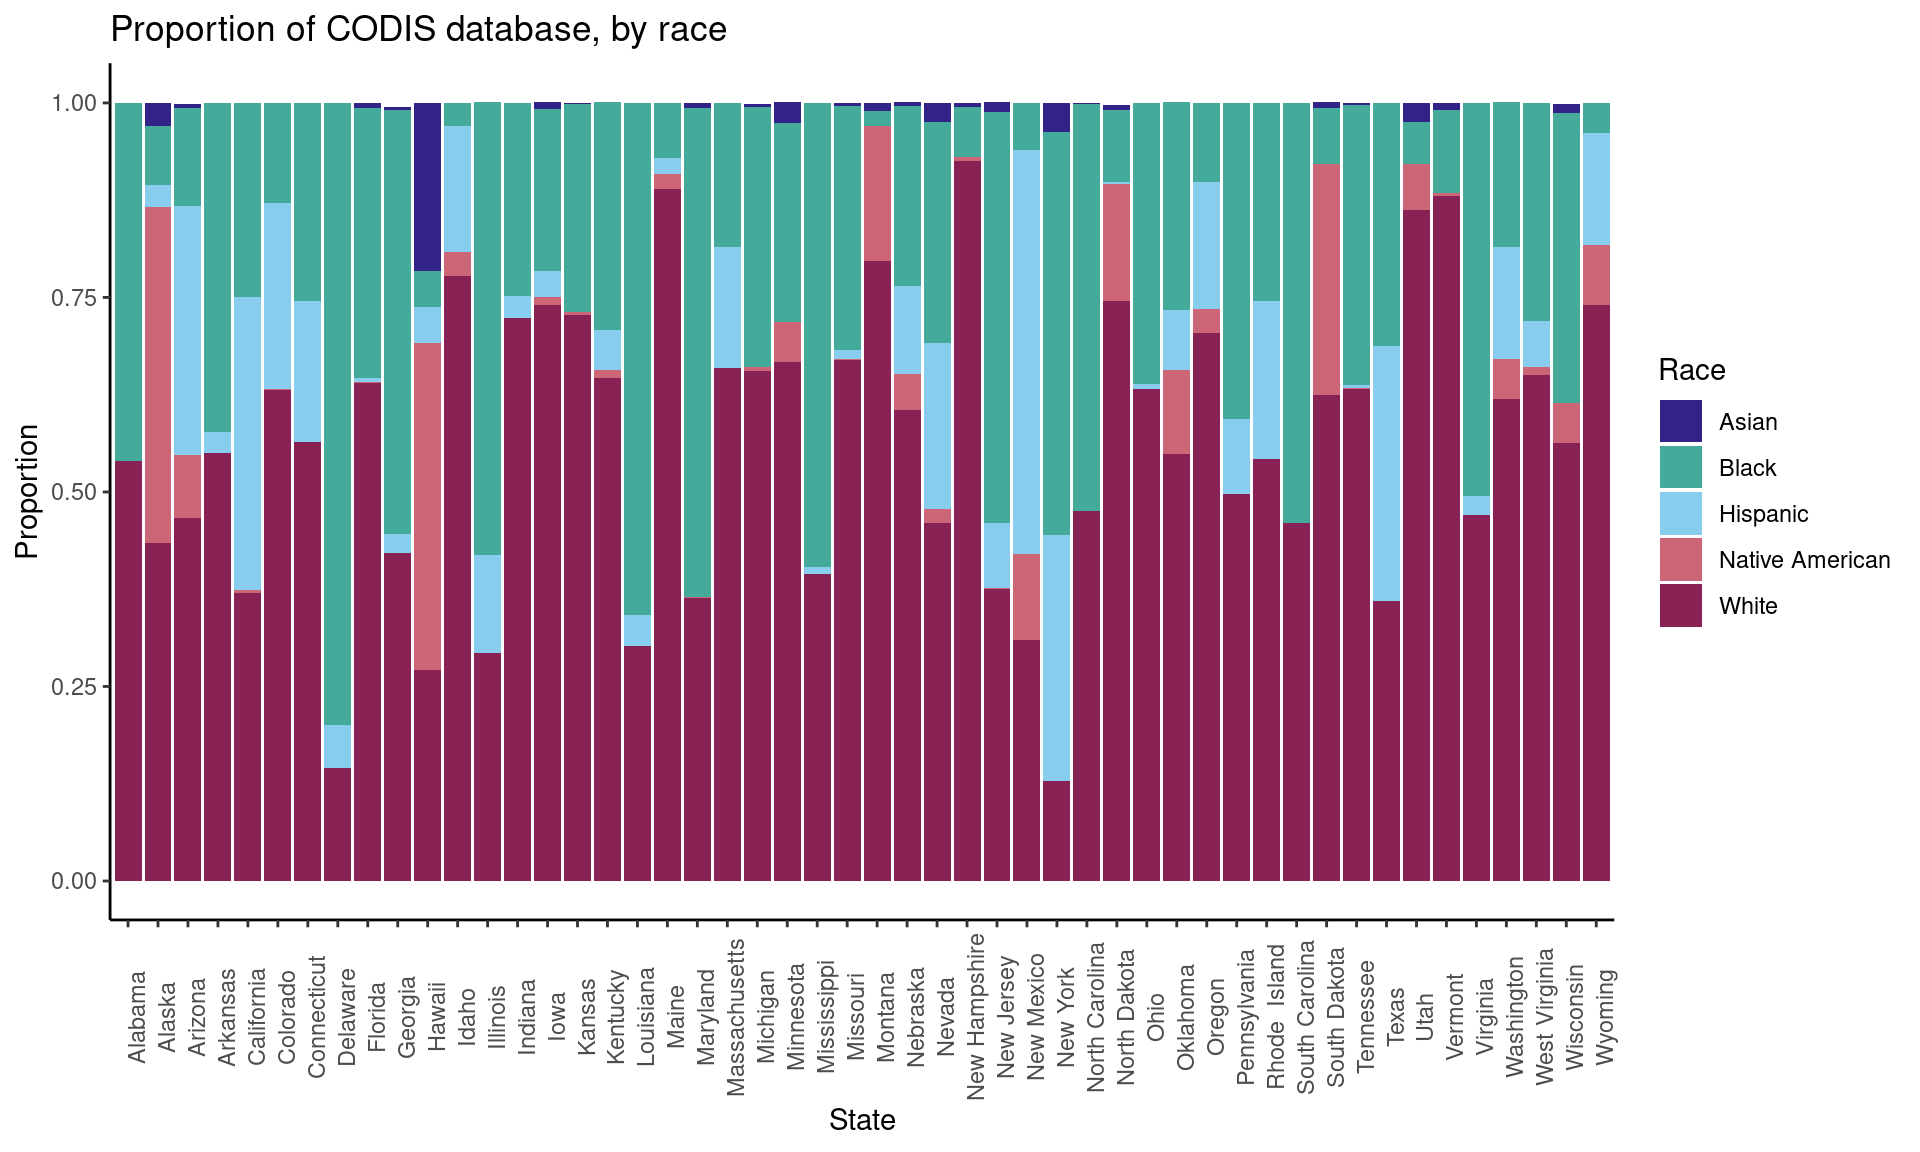 Proportion of CODIS database, by race
1.00
0.75
0.50
0.25
0.00
Proportion
Alabama
Alaska
Arizona
Arkansas
California
Colorado
Connecticut
Delaware
Florida
Georgia
Hawaii
Idaho
Illinois
Indiana
Iowa
Kansas
Kentucky
Louisiana
Maine
Maryland
Massachusetts
Michigan
Minnesota
Mississippi
Missouri
Montana
Nebraska
Nevada
New Hampshire
New Jersey
New Mexico
New York
North Carolina
North Dakota
Ohio
Oklahoma
Oregon
Pennsylvania
Rhode  Island
South Carolina
South Dakota
Tennessee
Texas
Utah
Vermont
Virginia
Washington
West Virginia
Wisconsin
Wyoming
State
Race
Asian
Black
Hispanic
Native American
White